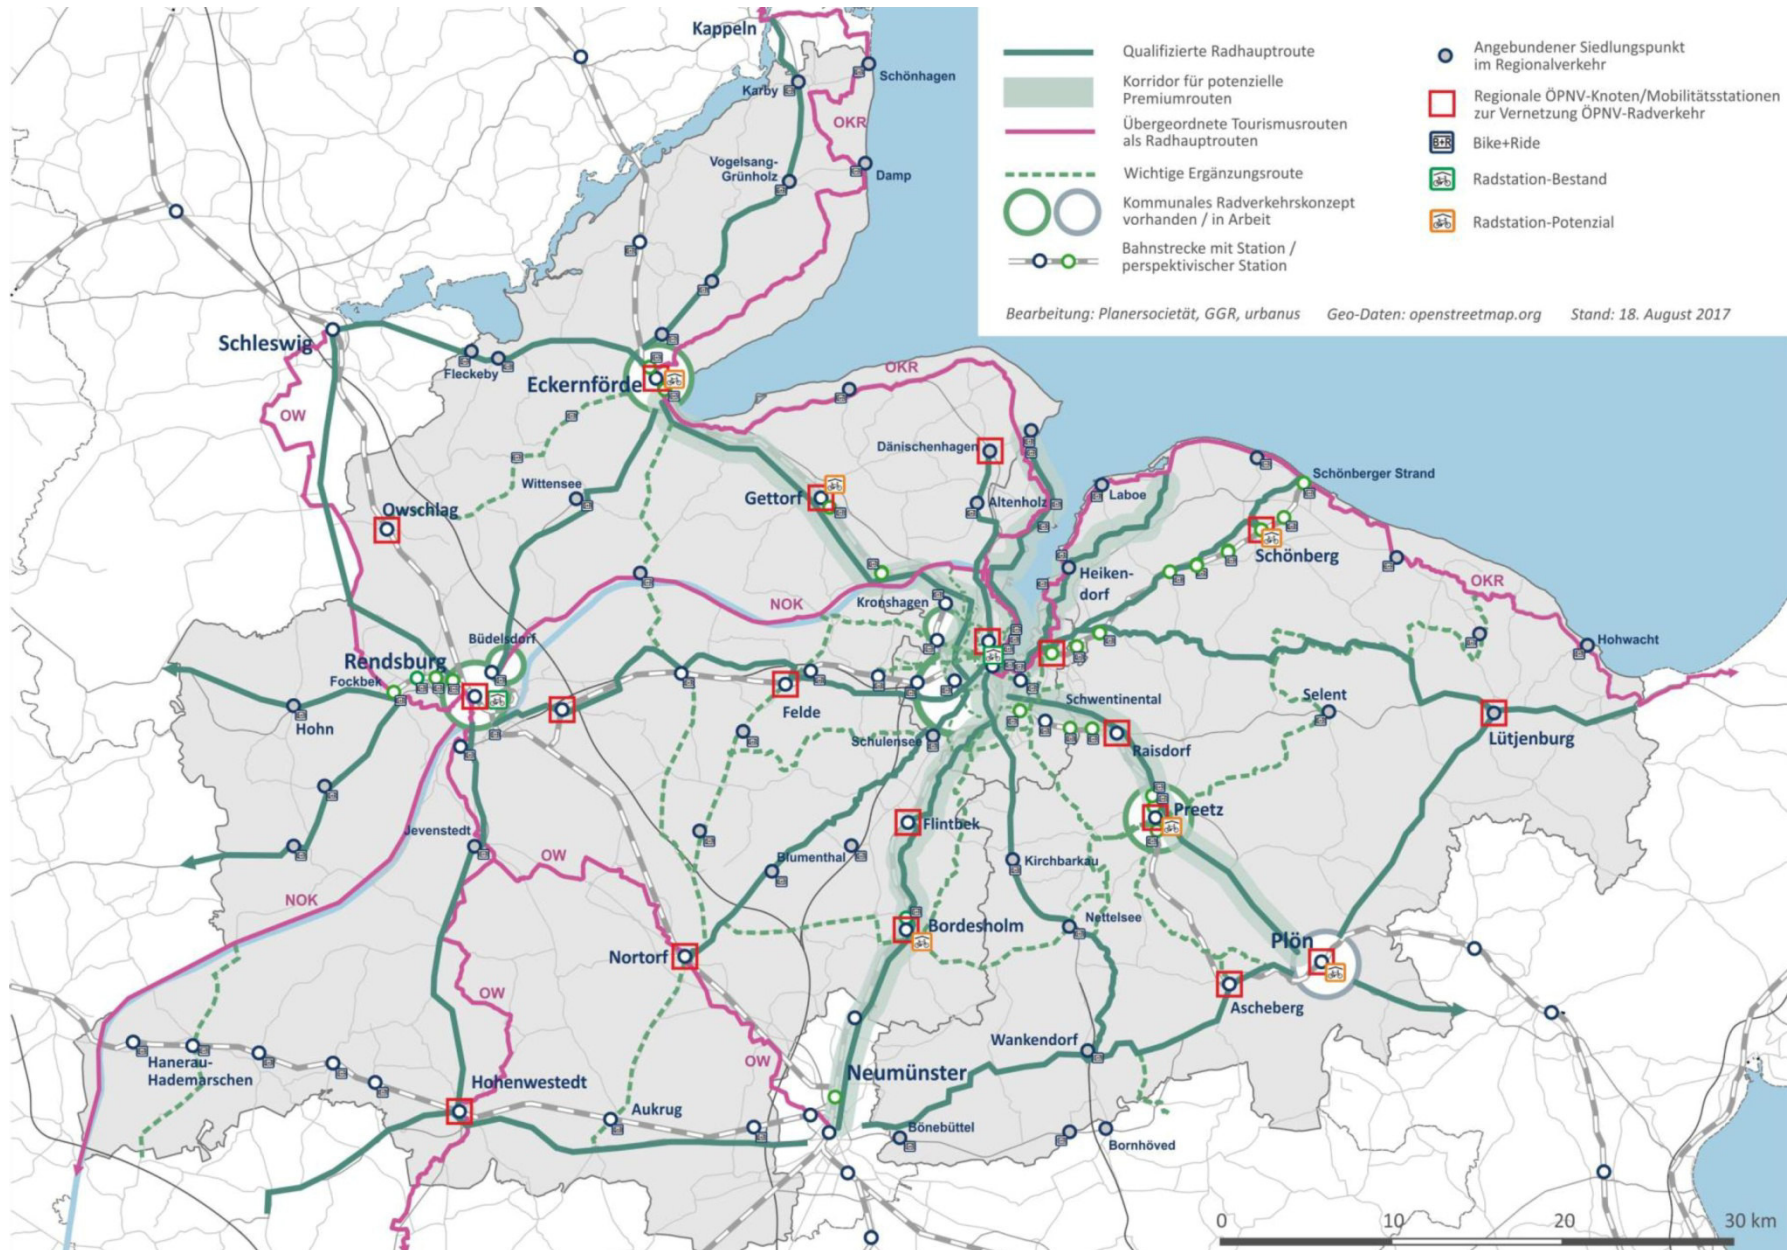 Kappeln
Schönhagen
Karby
OKR
Vogelsang-
Grünholz
Damp
Qualifizierte Radhauptroute
Korridor für potenzielle
Premiumrouten
Übergeordnete Tourismusrouten
als Radhauptrouten
Wichtige Ergänzungsroute
Kommunales Radverkehrskonzept
vorhanden / in Arbeit
Bahnstrecke mit Station /
perspektivischer Station
Angebundener Siedlungspunkt
im Regionalverkehr
Regionale ÖPNV-Knoten/Mobilitätsstationen
zur Vernetzung ÖPNV-Radverkehr
B+R
Bike+Ride
Radstation-Bestand
Radstation-Potenzial
Bearbeitung: Planersocietät, GGR, urbanus Geo-Daten: openstreetmap.org Stand: 18. August 2017
Schleswig
Fleckeby
Eckernförde
OKR
OW
Dänischenhagen
Wittensee
Gettorf
Altenholz
Laboe
Schönberger Strand
Owschlag
Schönberg
Heiken-
dorf
OKR
NOK
Kronshagen
Büdelsdorf
Hohwacht
Rendsburg
Fockbek
Schwentinental
Selent
Felde
Hohn
Schulensee
Raisdorf
Lütjenburg
Preetz
Flintbek
Jevenstedt
OW
Blumenthal
Kirchbarkau
NOK
Nettelsee
Bordesholm
Plön
Nortorf
OW
Ascheberg
Wankendorf
Hanerau-
Hademarschen
OW
Hohenwestedt
Neumünster
Aukrug
Bönebüttel
Bornhöved
0 10 20 30 km